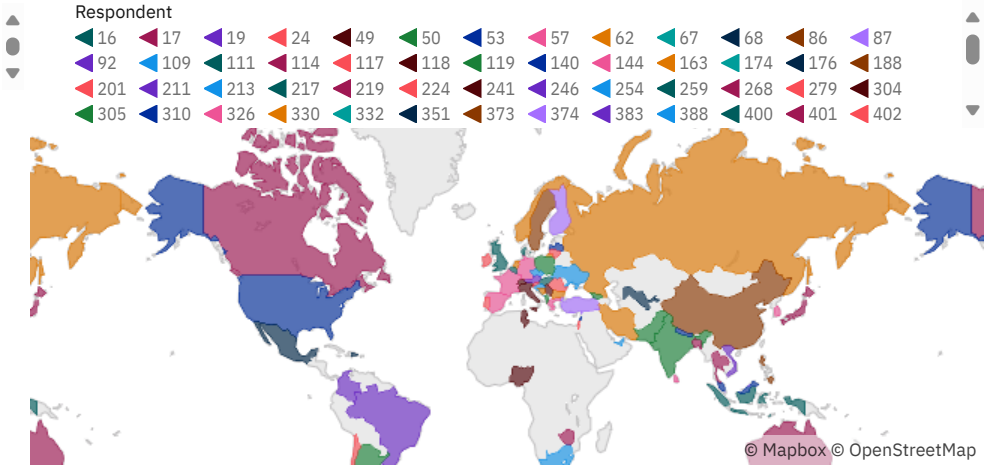 Respondent
16 17 19 24 49 50 53 57 62 67 68 86 87
92 109 111 114 117 118 119 140 144 163 174 176 188
201 211 213 217 219 224 241 246 254 259 268 279 304
305 310 326 330 332 351 373 374 383 388 400 401 402
© Mapbox © OpenStreetMap